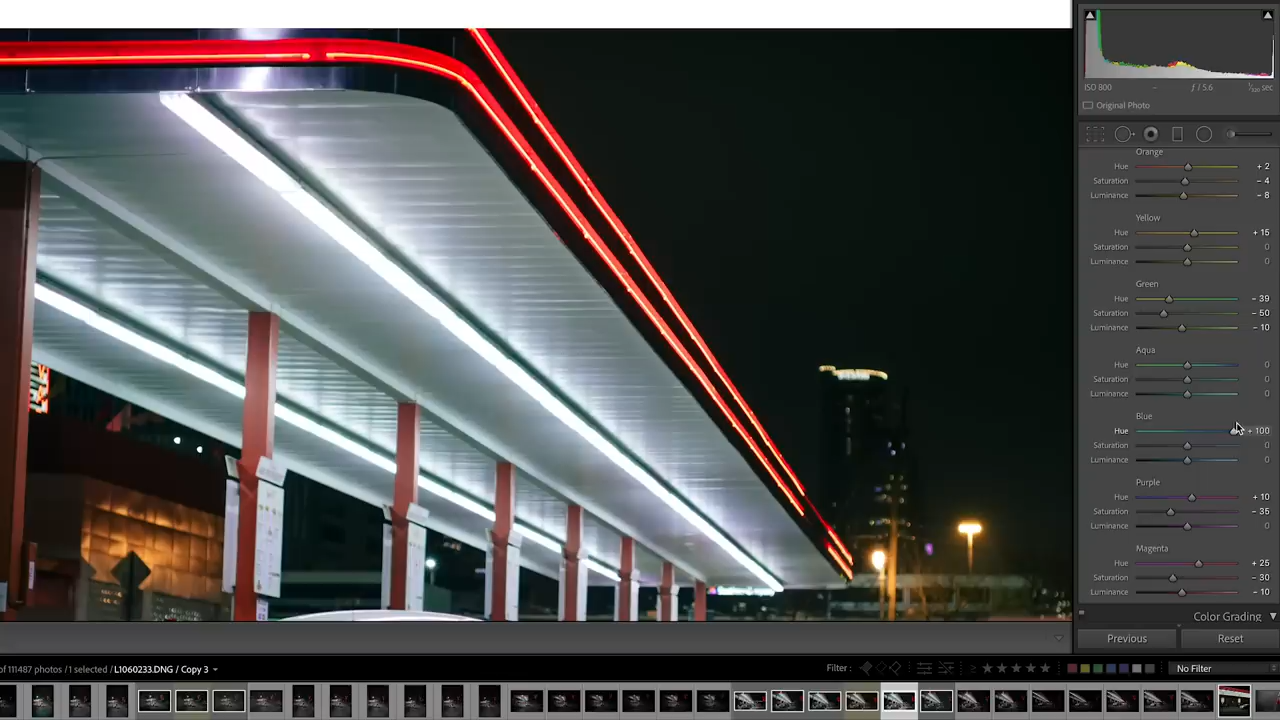 ISO 800 – ƒ / 5.6 ¹⁄₃₂₀ sec
Original Photo
Orange
Hue + 2
Saturation – 4
Luminance – 8
Yellow
Hue + 15
Saturation 0
Luminance 0
Green
Hue – 39
Saturation – 50
Luminance – 10
Aqua
Hue 0
Saturation 0
Luminance 0
Blue
Hue + 100
Saturation 0
Luminance 0
Purple
Hue + 10
Saturation – 35
Luminance 0
Magenta
Hue + 25
Saturation – 30
Luminance – 10
Color Grading
Previous Reset
of 111487 photos / 1 selected / L1060233.DNG / Copy 3
Filter : No Filter